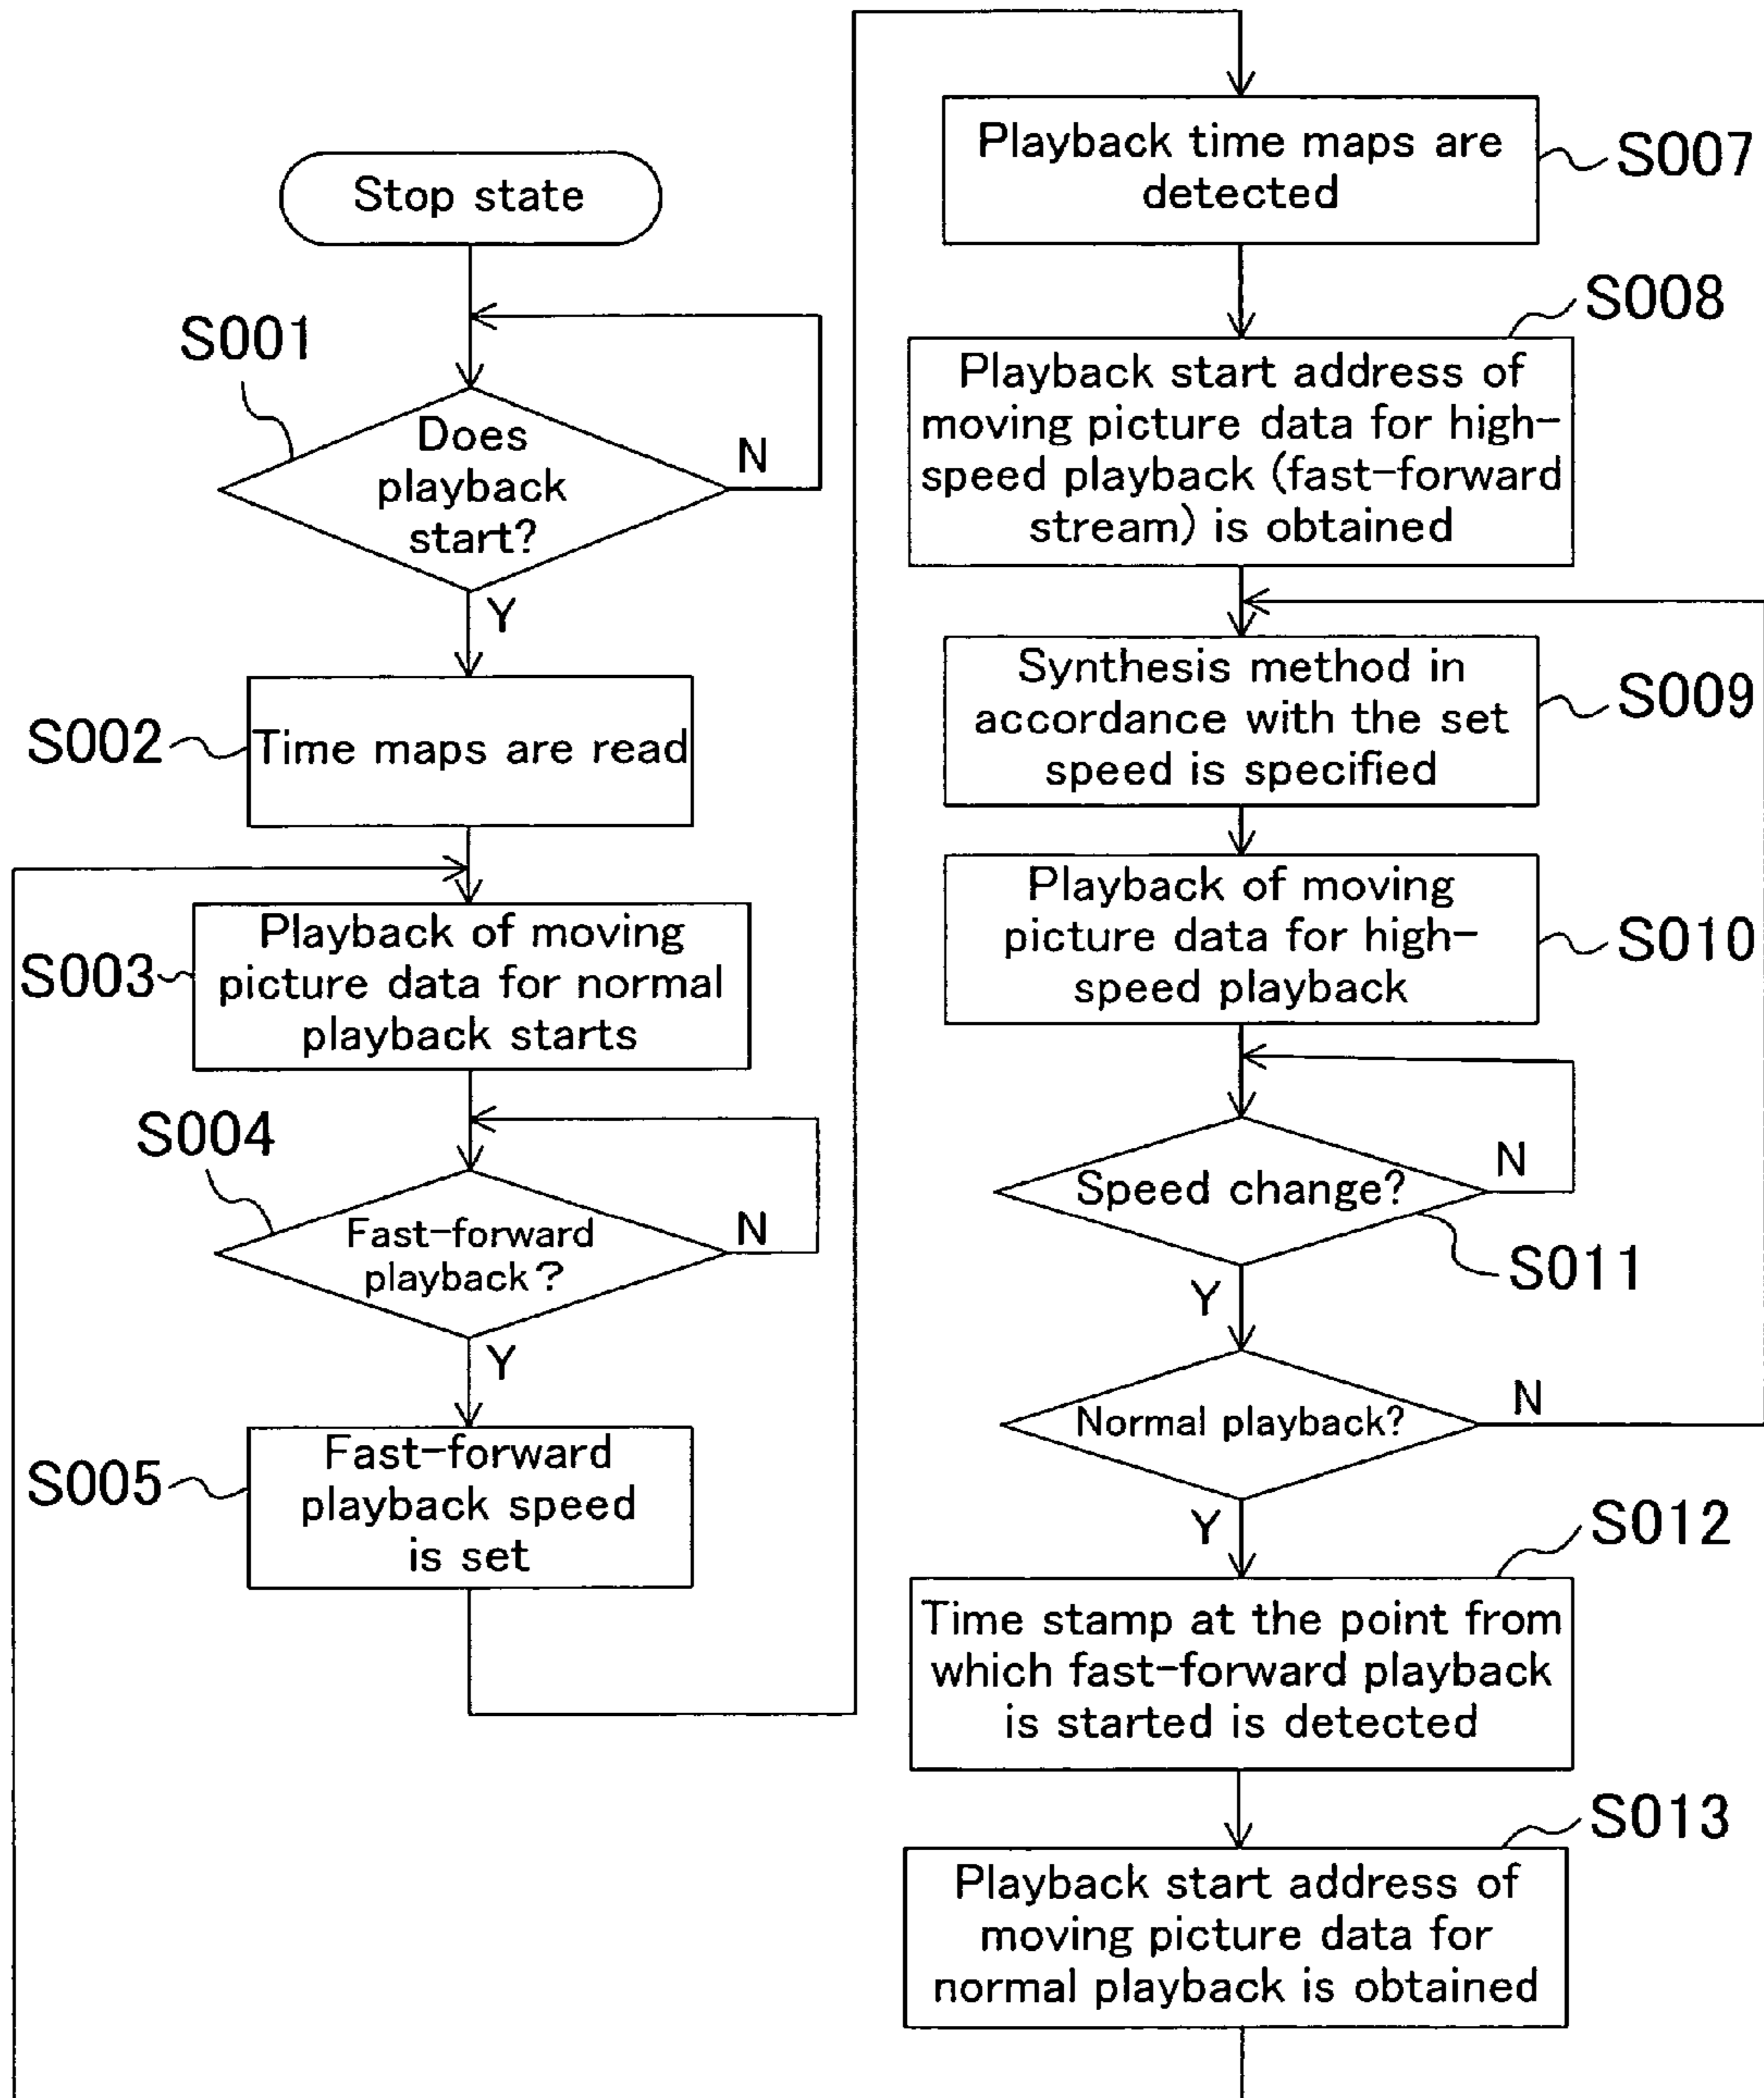 Stop state
S001
Does
playback
start?
N
Y
S002
Time maps are read
S003
Playback of moving
picture data for normal
playback starts
S004
Fast-forward
playback?
N
Y
S005
Fast-forward
playback speed
is set
Playback time maps are
detected
S007
S008
Playback start address of
moving picture data for high-
speed playback (fast-forward
stream) is obtained
Synthesis method in
accordance with the set
speed is specified
S009
Playback of moving
picture data for high-
speed playback
S010
Speed change?
N
S011
Y
Normal playback?
N
Y
S012
Time stamp at the point from
which fast-forward playback
is started is detected
S013
Playback start address of
moving picture data for
normal playback is obtained